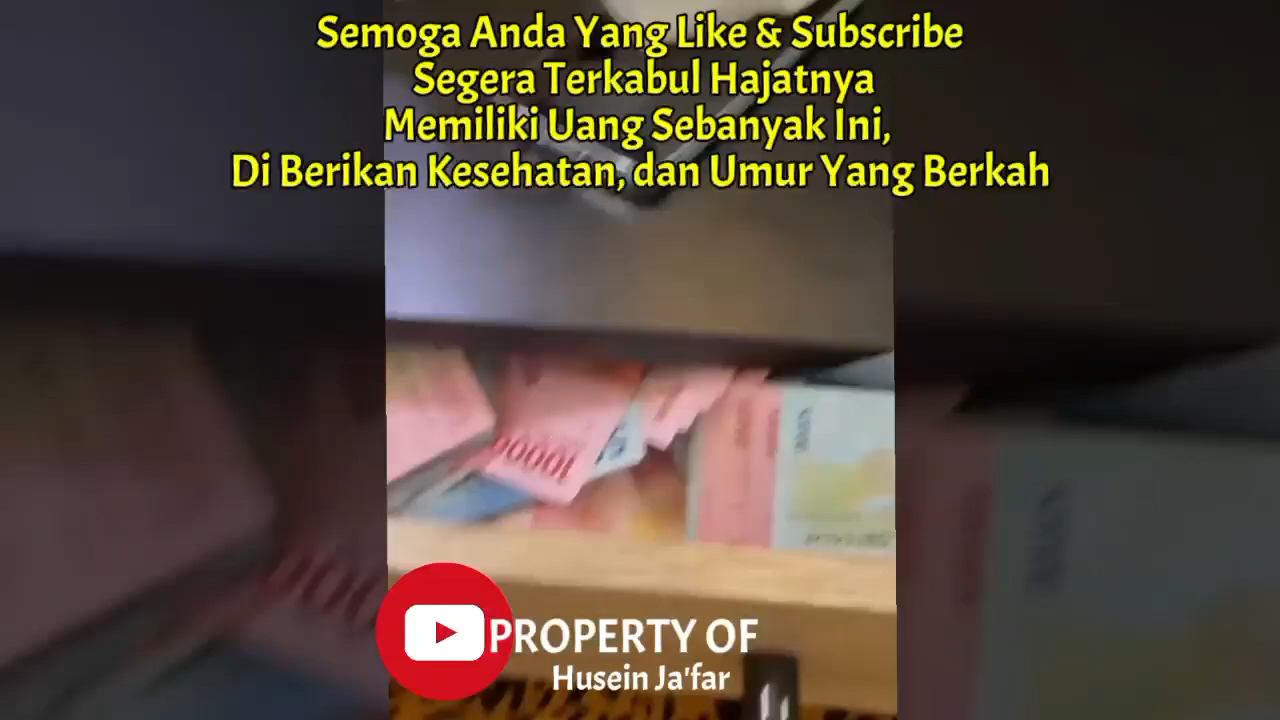 Semoga Anda Yang Like & Subscribe
Segera Terkabul Hajatnya
Memiliki Uang Sebanyak Ini,
Di Berikan Kesehatan, dan Umur Yang Berkah
100000
PROPERTY OF
Husein Ja'far